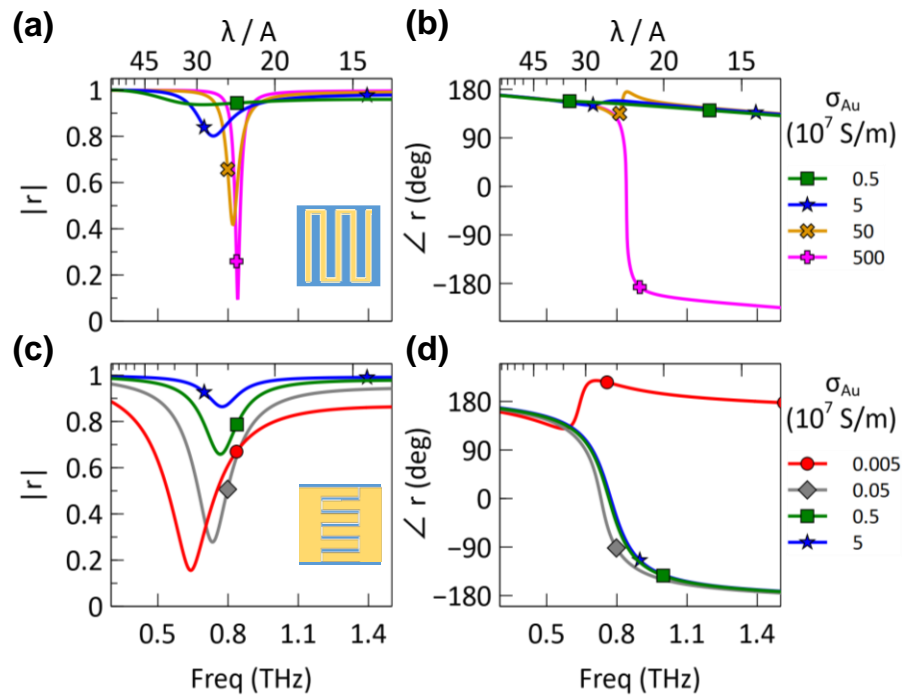 (a)
λ / A
45 30 20 15
1
0.8
0.6
0.4
0.2
0
|r|
(b)
λ / A
45 30 20 15
180
90
0
−90
−180
∠ r (deg)
σAu
(10⁷ S/m)
0.5
5
50
500
(c)
1
0.8
0.6
0.4
0.2
0
|r|
0.5 0.8 1.1 1.4
Freq (THz)
(d)
180
90
0
−90
−180
∠ r (deg)
0.5 0.8 1.1 1.4
Freq (THz)
σAu
(10⁷ S/m)
0.005
0.05
0.5
5